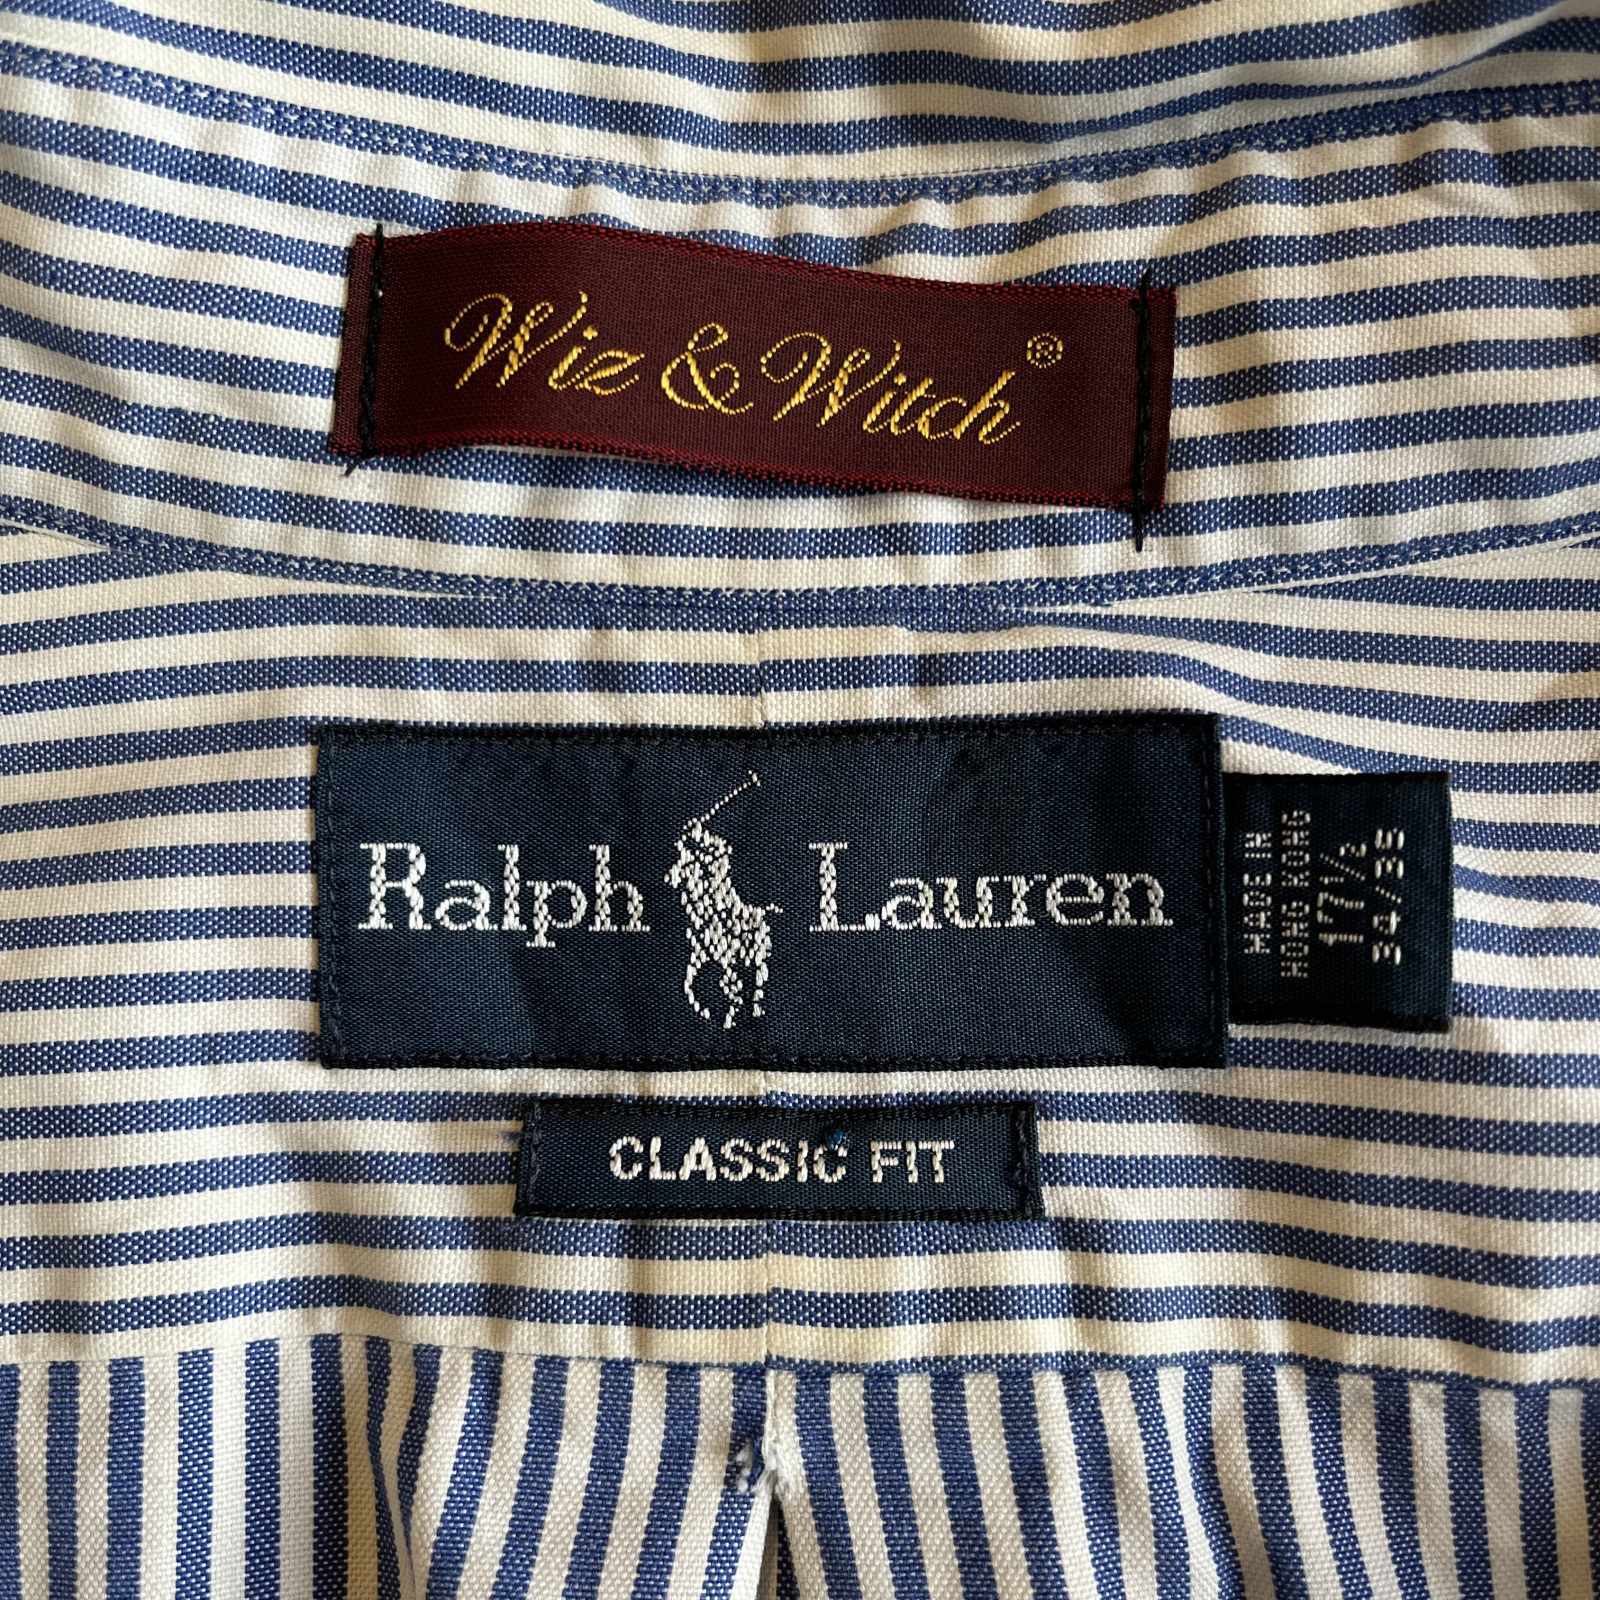 Wiz & Witch®
Ralph Lauren
MADE IN
HONG KONG
17½
34/35
CLASSIC FIT